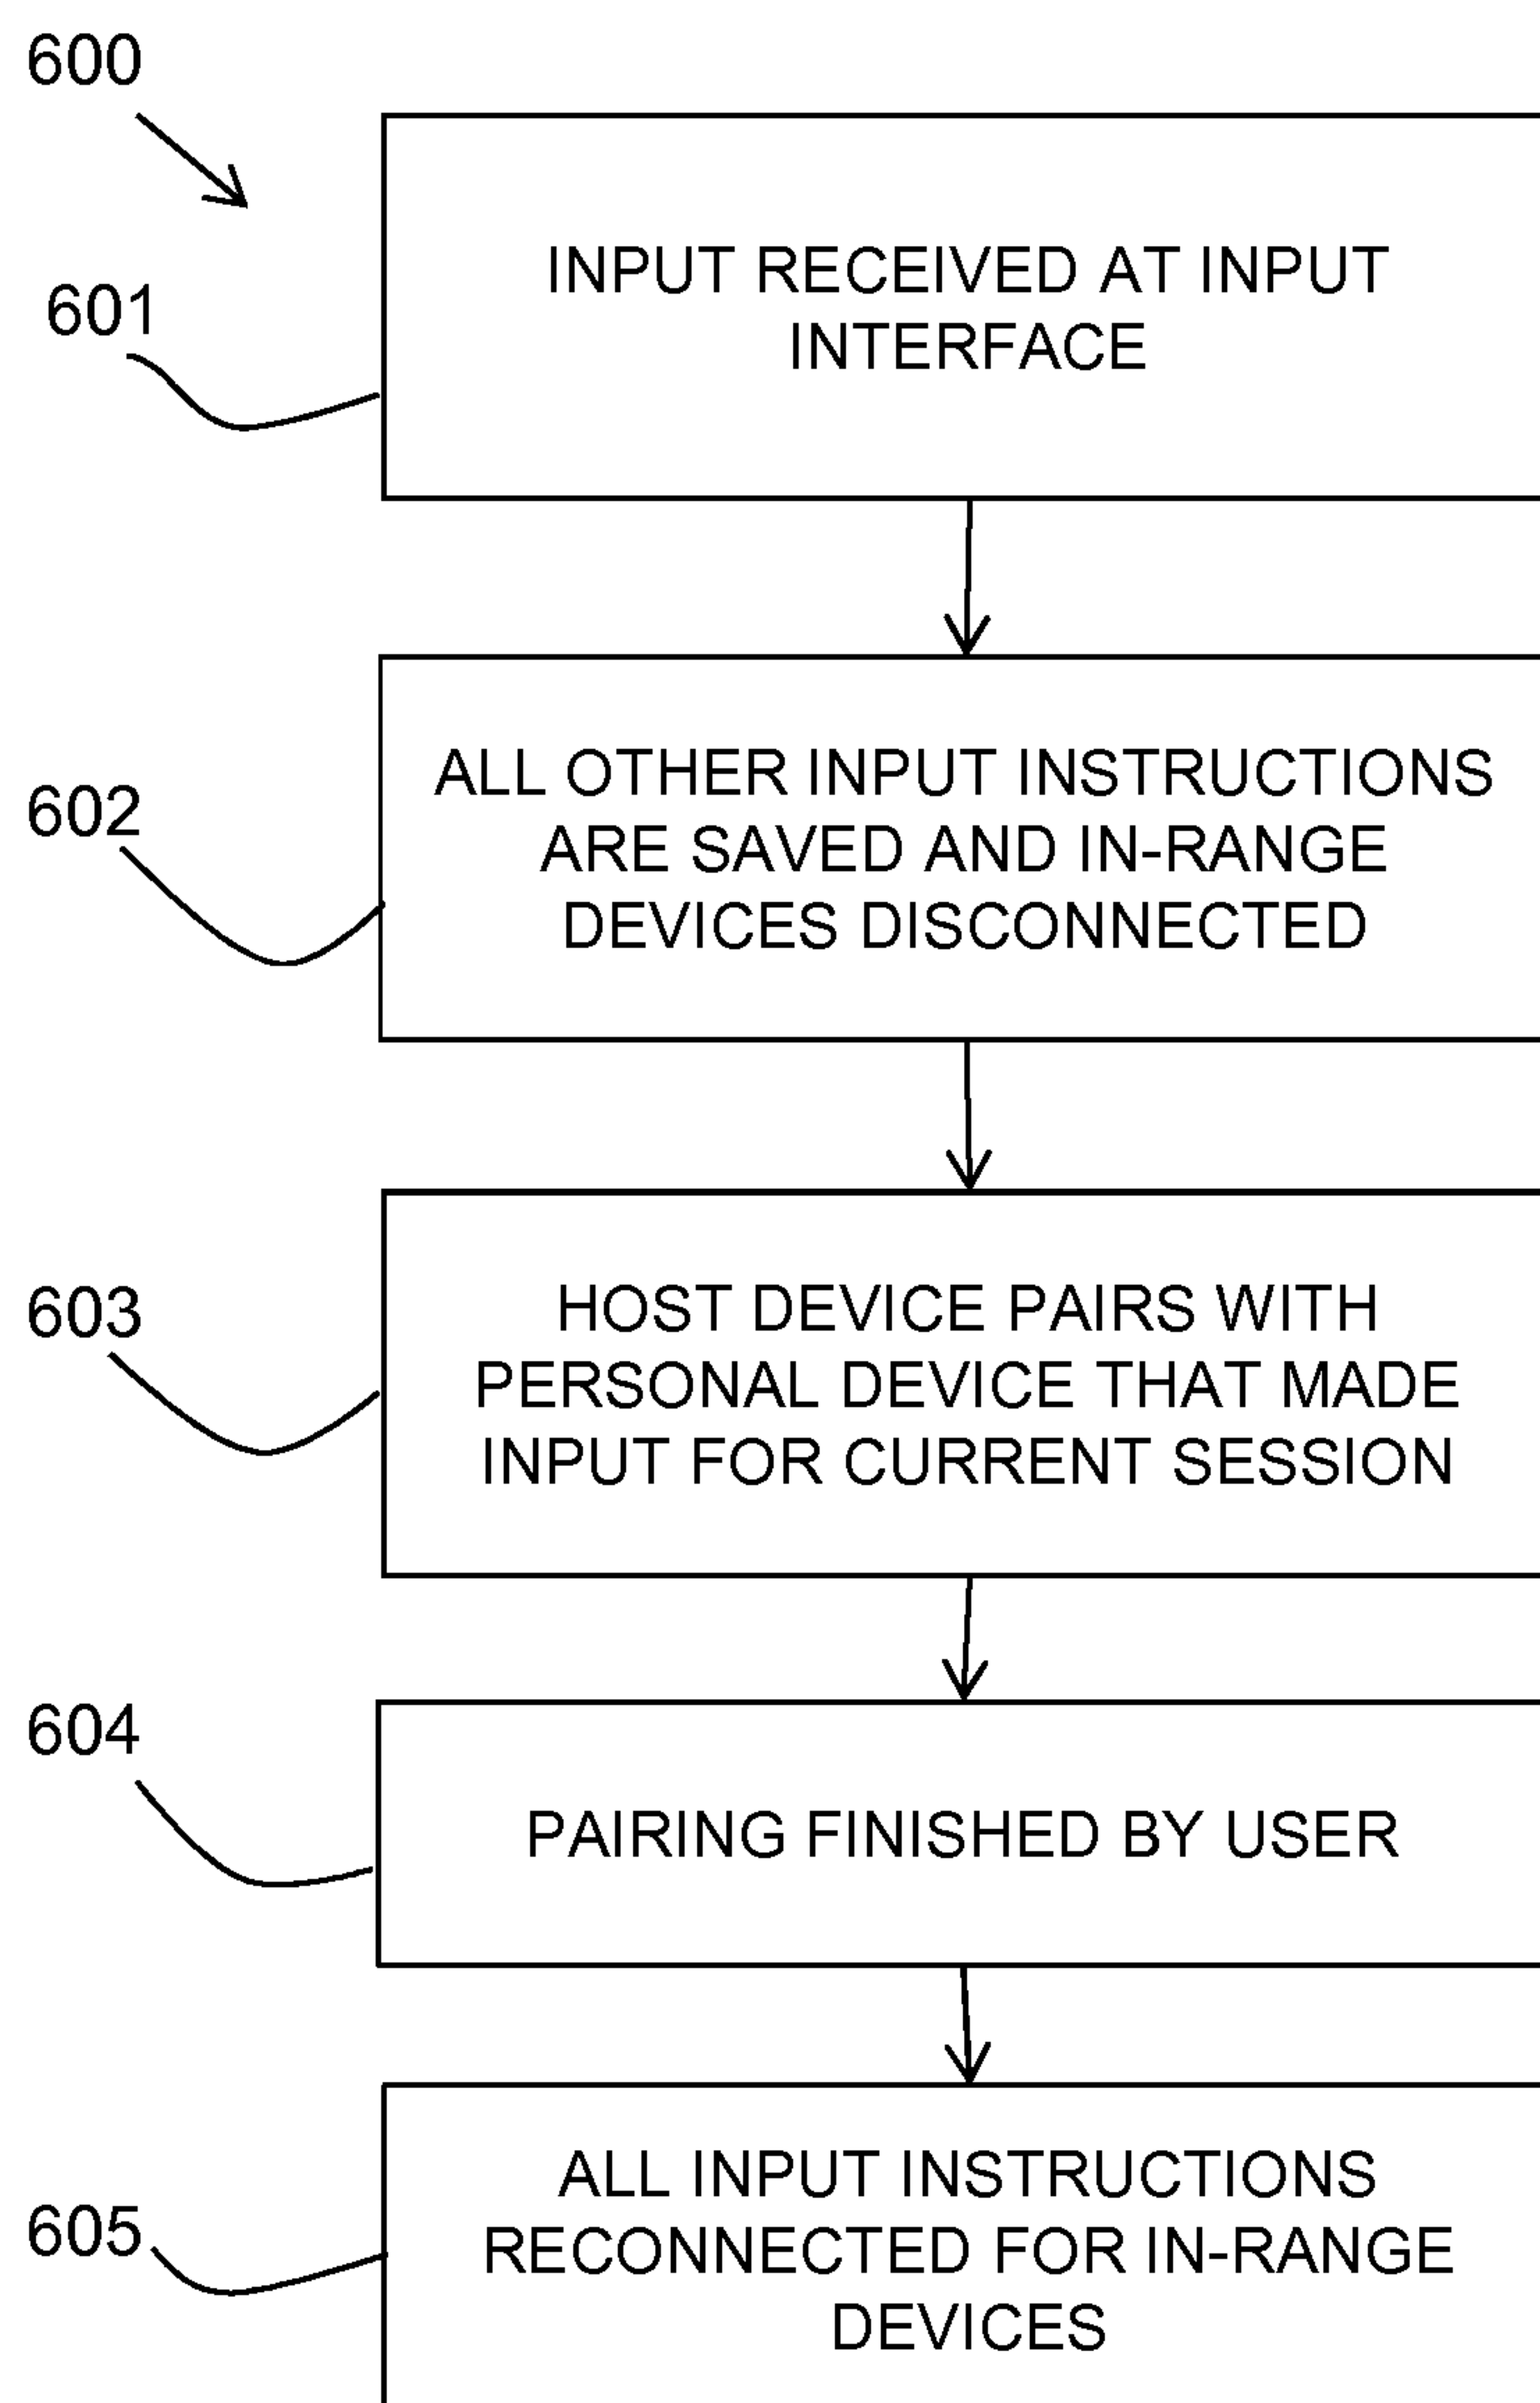 600
601
INPUT RECEIVED AT INPUT
INTERFACE
602
ALL OTHER INPUT INSTRUCTIONS
ARE SAVED AND IN-RANGE
DEVICES DISCONNECTED
603
HOST DEVICE PAIRS WITH
PERSONAL DEVICE THAT MADE
INPUT FOR CURRENT SESSION
604
PAIRING FINISHED BY USER
605
ALL INPUT INSTRUCTIONS
RECONNECTED FOR IN-RANGE
DEVICES